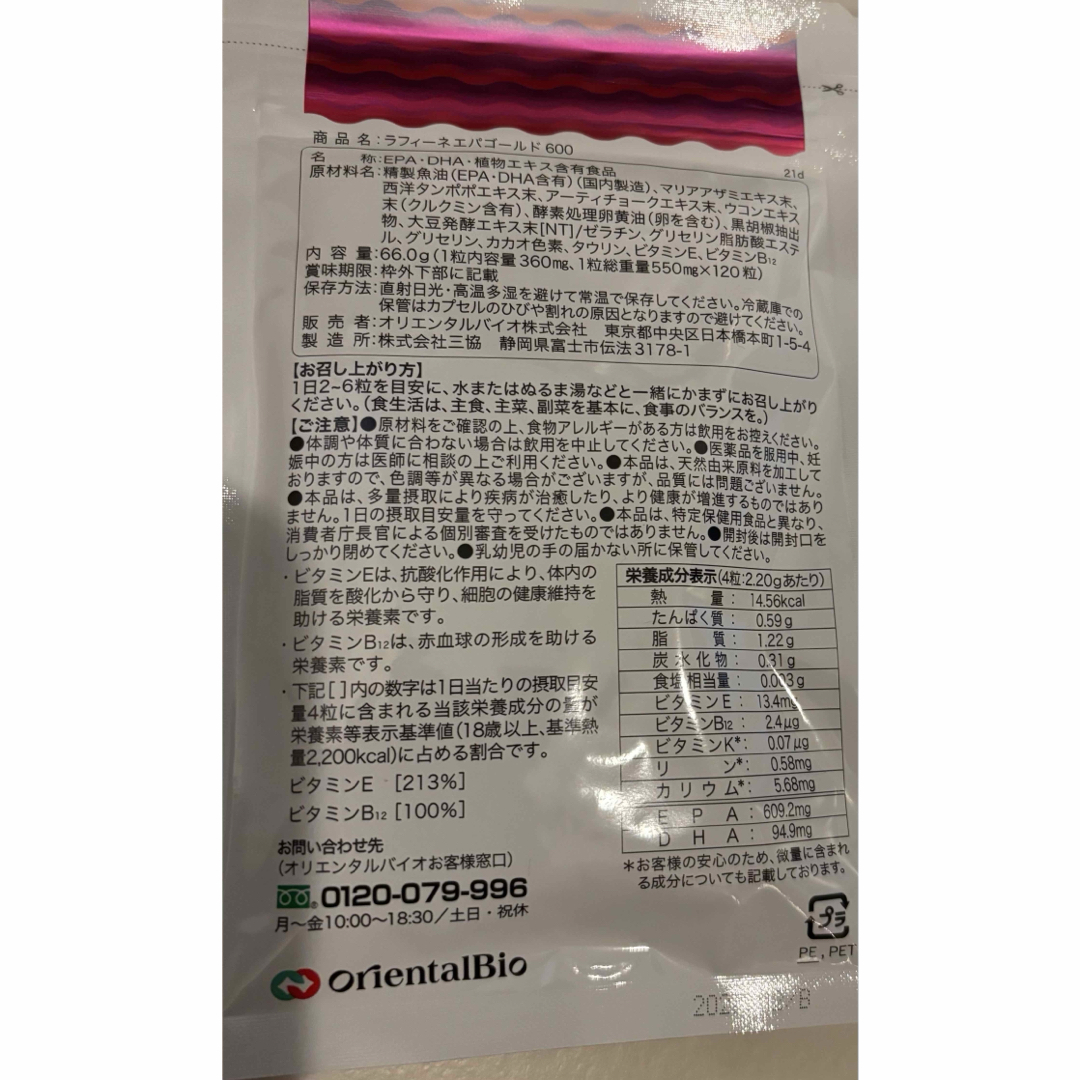 商品名:ラフィーネエパゴールド600
21d
名　　称:EPA・DHA・植物エキス含有食品
原材料名:精製魚油(EPA・DHA含有)(国内製造)、マリアアザミエキス末、
西洋タンポポエキス末、アーティチョークエキス末、ウコンエキス
末(クルクミン含有)、酵素処理卵黄油(卵を含む)、黒胡椒抽出
物、大豆発酵エキス末[NT]/ゼラチン、グリセリン脂肪酸エステ
ル、グリセリン、カカオ色素、タウリン、ビタミンE、ビタミンB12
内容量:66.0g(1粒内容量360mg、1粒総重量550mg×120粒)
賞味期限:枠外下部に記載
保存方法:直射日光・高温多湿を避けて常温で保存してください。冷蔵庫での
保管はカプセルのひびや割れの原因となりますので避けてください。
販売者:オリエンタルバイオ株式会社　東京都中央区日本橋本町1-5-4
製造所:株式会社三協　静岡県富士市伝法3178-1
【お召し上がり方】
1日2~6粒を目安に、水またはぬるま湯などと一緒にかまずにお召し上がり
ください。(食生活は、主食、主菜、副菜を基本に、食事のバランスを。)
【ご注意】●原材料をご確認の上、食物アレルギーがある方は飲用をお控えください。
●体調や体質に合わない場合は飲用を中止してください。●医薬品を服用中、妊
娠中の方は医師に相談の上ご利用ください。●本品は、天然由来原料を加工して
おりますので、色調等が異なる場合がございますが、品質には問題ございません。
●本品は、多量摂取により疾病が治癒したり、より健康が増進するものではあり
ません。1日の摂取目安量を守ってください。●本品は、特定保健用食品と異なり、
消費者庁長官による個別審査を受けたものではありません。●開封後は開封口を
しっかり閉めてください。●乳幼児の手の届かない所に保管してください。
・ビタミンEは、抗酸化作用により、体内の
脂質を酸化から守り、細胞の健康維持を
助ける栄養素です。
・ビタミンB12は、赤血球の形成を助ける
栄養素です。
・下記[ ]内の数字は1日当たりの摂取目安
量4粒に含まれる当該栄養成分の量が
栄養素等表示基準値(18歳以上、基準熱
量2,200kcal)に占める割合です。
ビタミンE [213%]
ビタミンB12 [100%]
栄養成分表示(4粒:2.20gあたり)
熱量: 14.56kcal
たんぱく質: 0.59g
脂質: 1.22g
炭水化物: 0.31g
食塩相当量:
ビタミンE: 13.4mg
ビタミンB12: 2.4μg
ビタミンK*: 0.07μg
リン*: 0.58mg
カリウム*: 5.68mg
EPA: 609.2mg
DHA: 94.9mg
*お客様の安心のため、微量に含まれ
る成分についても記載しております。
お問い合わせ先
(オリエンタルバイオお客様窓口)
0120-079-996
月～金10:00～18:30/土日・祝休
OrientalBio
プラ
PE,PET